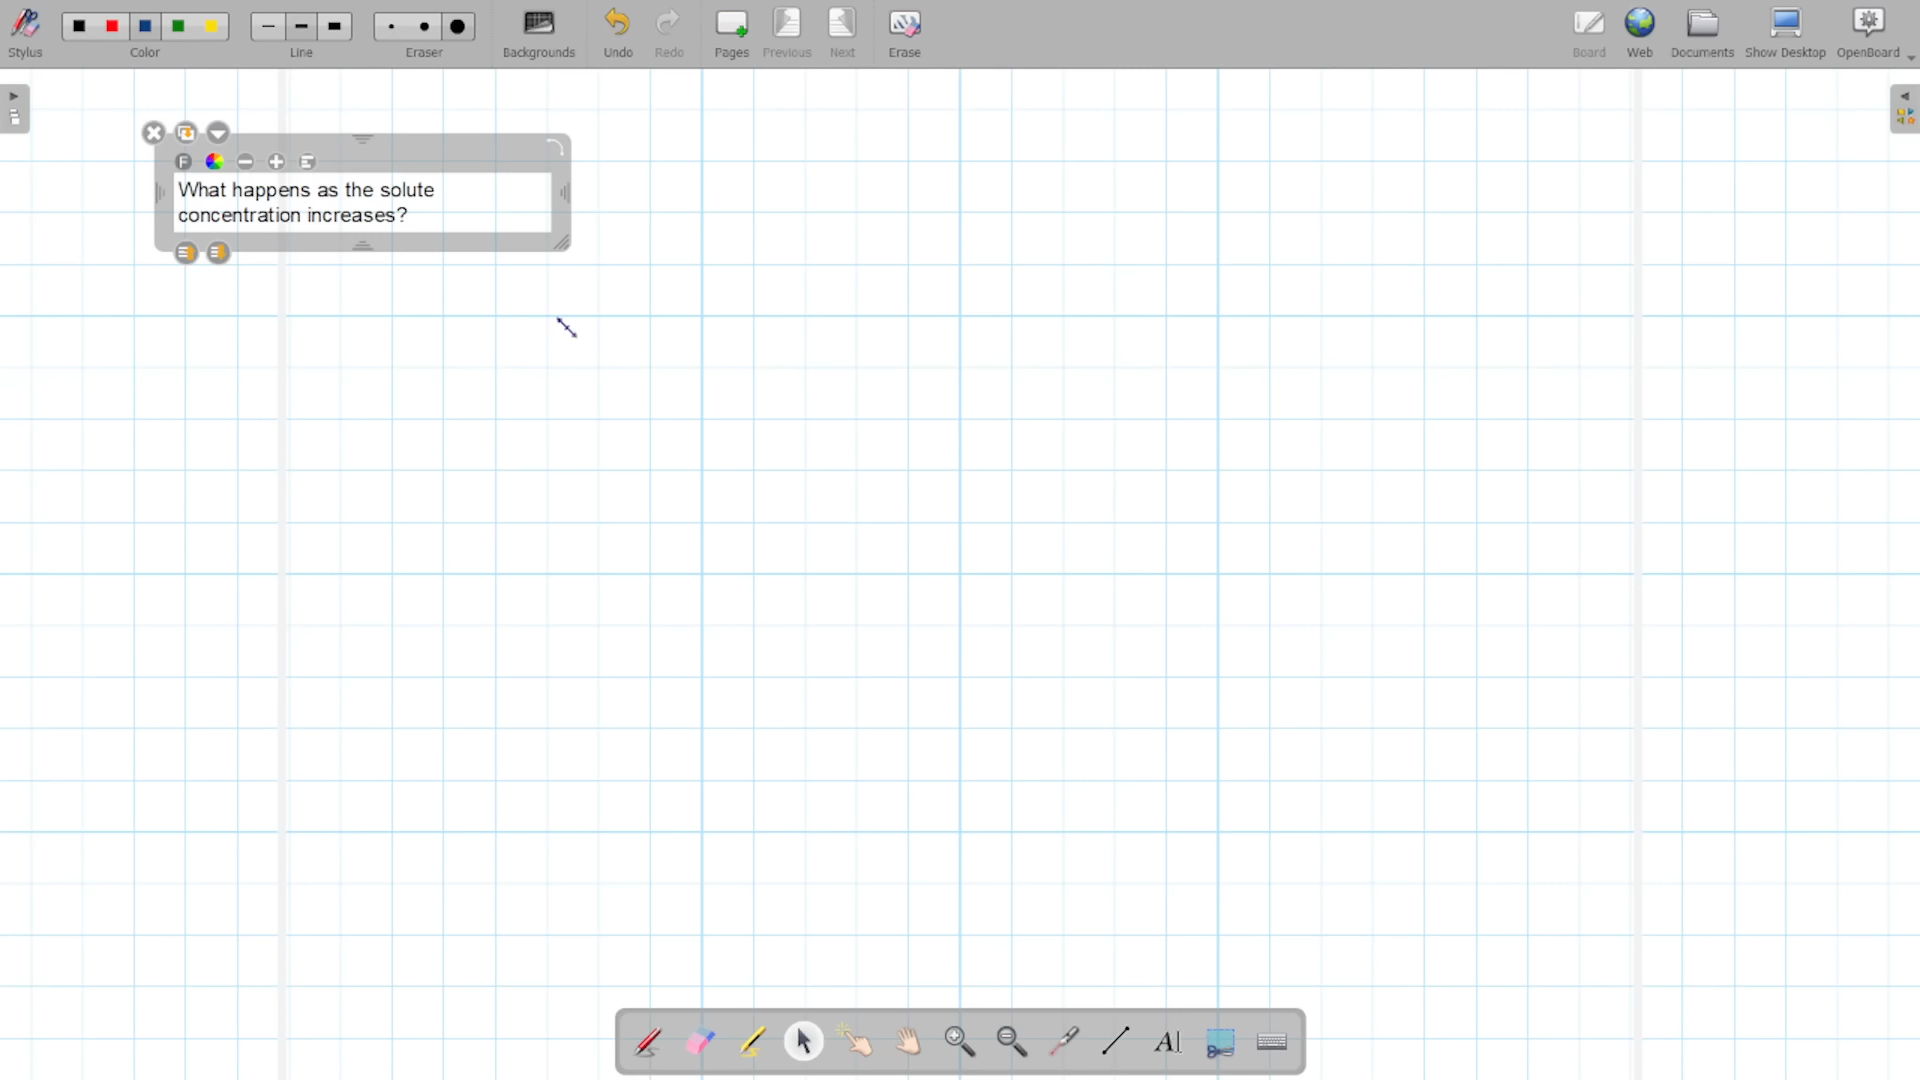 Stylus Color Line Eraser Backgrounds Undo Redo Pages Previous Next Erase Board Web Documents Show Desktop OpenBoard
F
What happens as the solute
concentration increases?
A